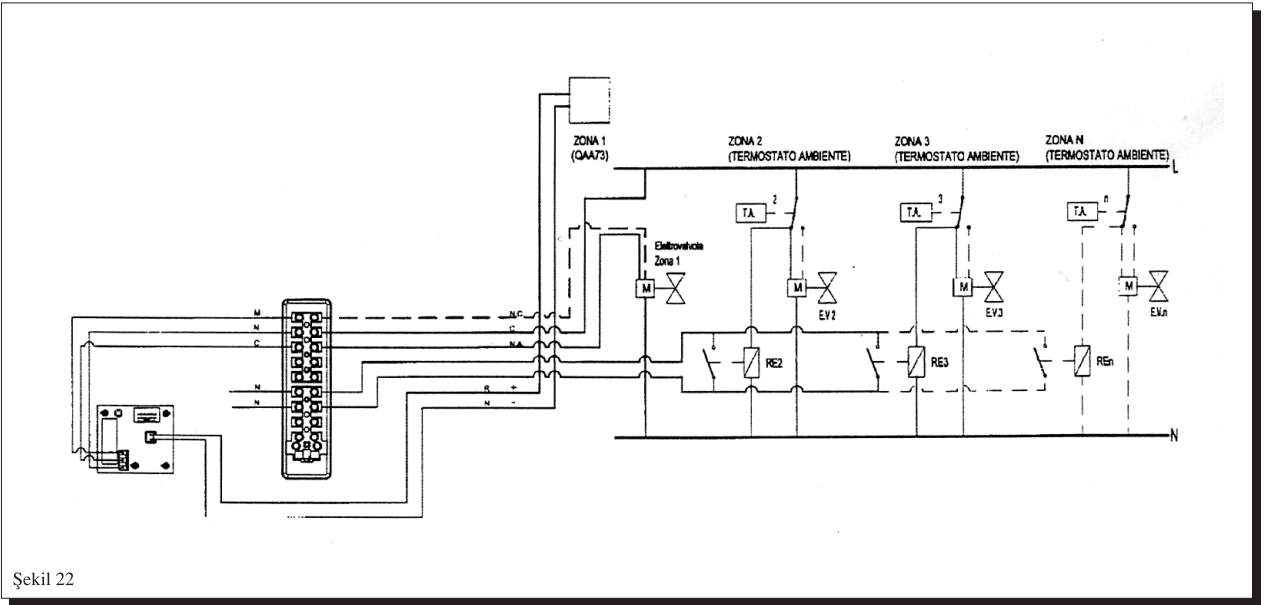 ZONA 1
(QAA73)
ZONA 2
(TERMOSTATO AMBIENTE)
ZONA 3
(TERMOSTATO AMBIENTE)
ZONA N
(TERMOSTATO AMBIENTE)
L
T.A.
2
T.A.
3
T.A.
n
Elettrovalvola
Zona 1
M
M
M
M
E.V.2
E.V.3
E.V.n
M
N.C.
N
C
C
N.A.
RE2
RE3
REn
N
R
+
N
N
-
N
Şekil 22